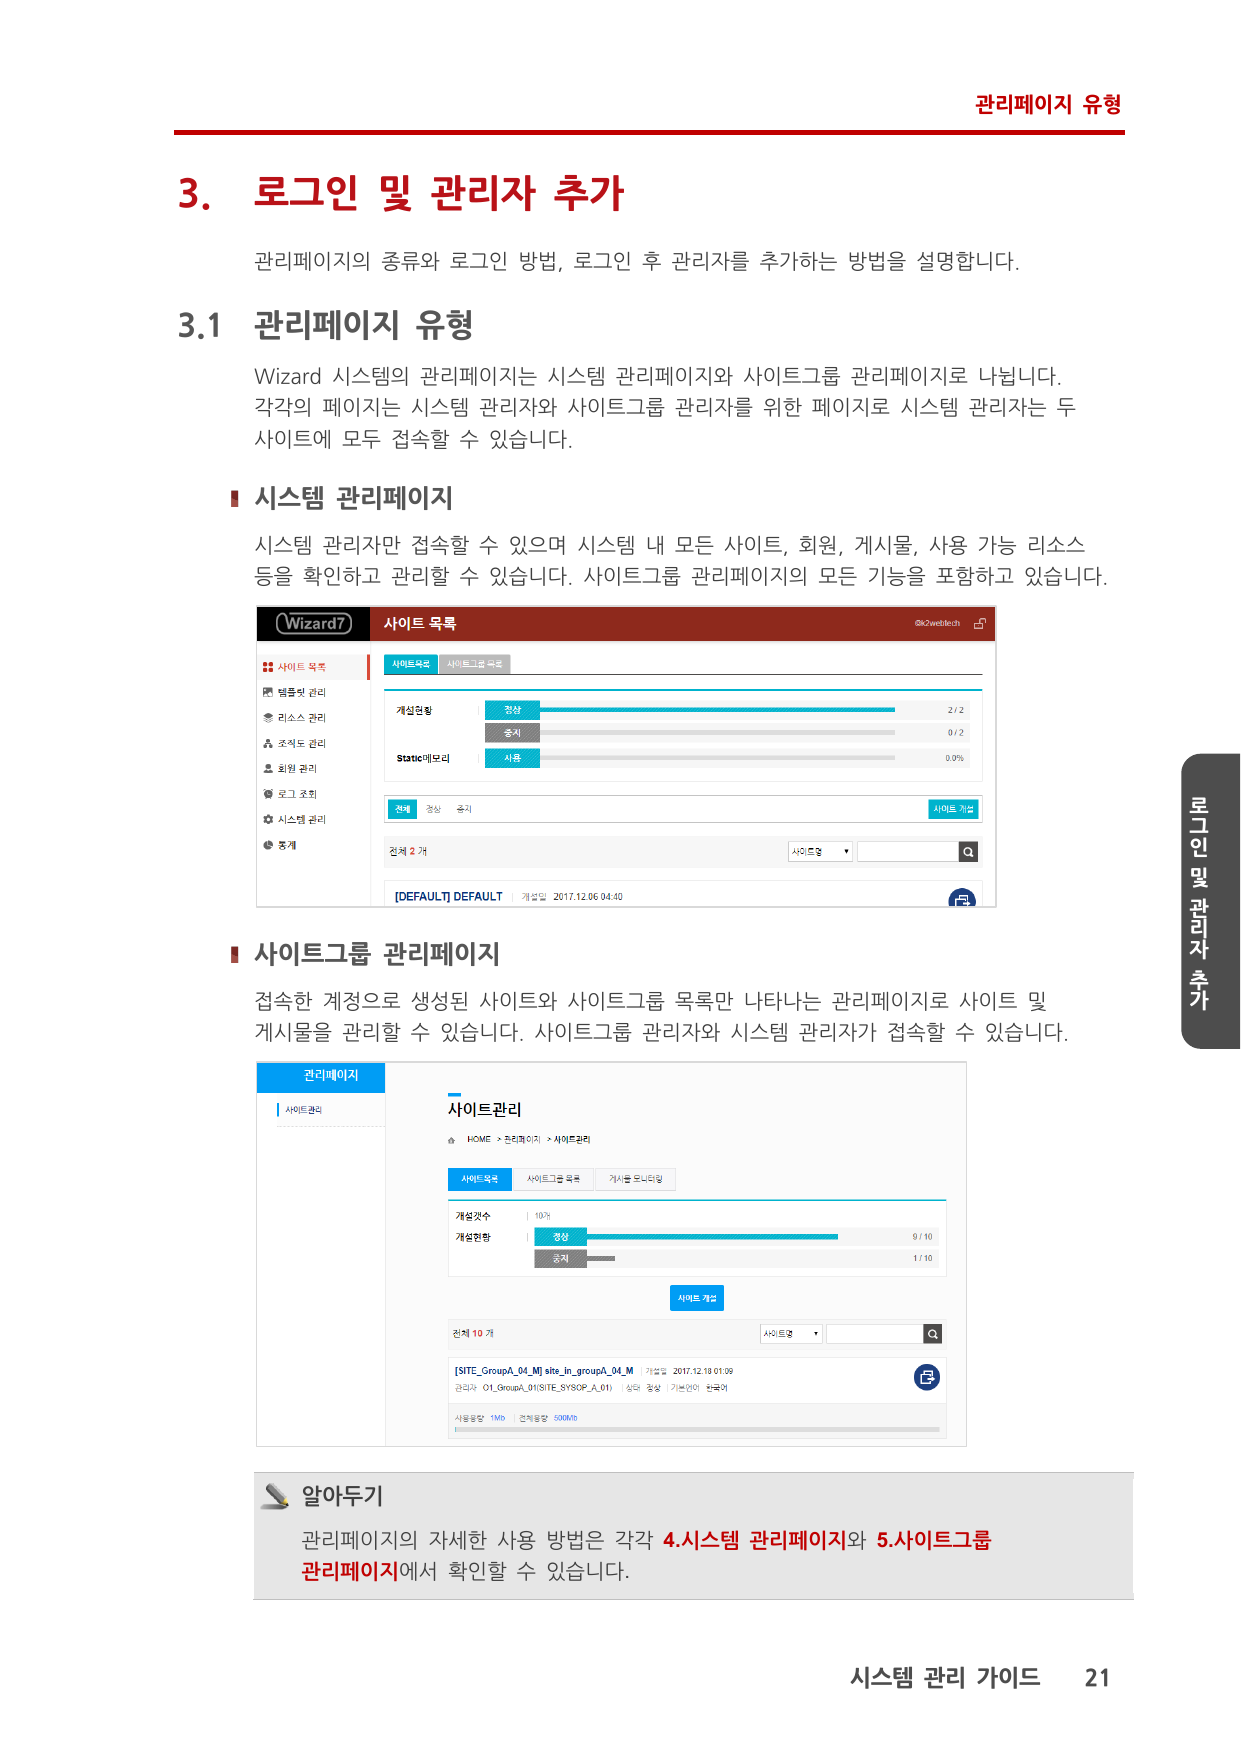 관리페이지 유형
3. 로그인 및 관리자 추가
관리페이지의 종류와 로그인 방법, 로그인 후 관리자를 추가하는 방법을 설명합니다.
3.1 관리페이지 유형
Wizard 시스템의 관리페이지는 시스템 관리페이지와 사이트그룹 관리페이지로 나뉩니다.
각각의 페이지는 시스템 관리자와 사이트그룹 관리자를 위한 페이지로 시스템 관리자는 두
사이트에 모두 접속할 수 있습니다.
시스템 관리페이지
시스템 관리자만 접속할 수 있으며 시스템 내 모든 사이트, 회원, 게시물, 사용 가능 리소스
등을 확인하고 관리할 수 있습니다. 사이트그룹 관리페이지의 모든 기능을 포함하고 있습니다.
Wizard7 사이트 목록 @k2webtech
사이트 목록
템플릿 관리
리소스 관리
조직도 관리
회원 관리
로그 조회
시스템 관리
통계
사이트목록 사이트그룹 목록
개설현황 정상 2 / 2
중지 0 / 2
Static메모리 사용 0.0%
전체 정상 중지 사이트 개설
전체 2 개 사이트명
[DEFAULT] DEFAULT 개설일 2017.12.06 04:40
사이트그룹 관리페이지
접속한 계정으로 생성된 사이트와 사이트그룹 목록만 나타나는 관리페이지로 사이트 및
게시물을 관리할 수 있습니다. 사이트그룹 관리자와 시스템 관리자가 접속할 수 있습니다.
관리페이지
사이트관리
사이트관리
HOME > 관리페이지 > 사이트관리
사이트목록 사이트그룹 목록 게시물 모니터링
개설갯수 10개
개설현황 정상 9 / 10
중지 1 / 10
사이트 개설
전체 10 개 사이트명
[SITE_GroupA_04_M] site_in_groupA_04_M 개설일 2017.12.18 01:09
관리자 O1_GroupA_01(SITE_SYSOP_A_01) 상태 정상 기본언어 한국어
사용용량 1Mb 전체용량 500Mb
알아두기
관리페이지의 자세한 사용 방법은 각각 4.시스템 관리페이지와 5.사이트그룹
관리페이지에서 확인할 수 있습니다.
로그인 및 관리자 추가
시스템 관리 가이드 21